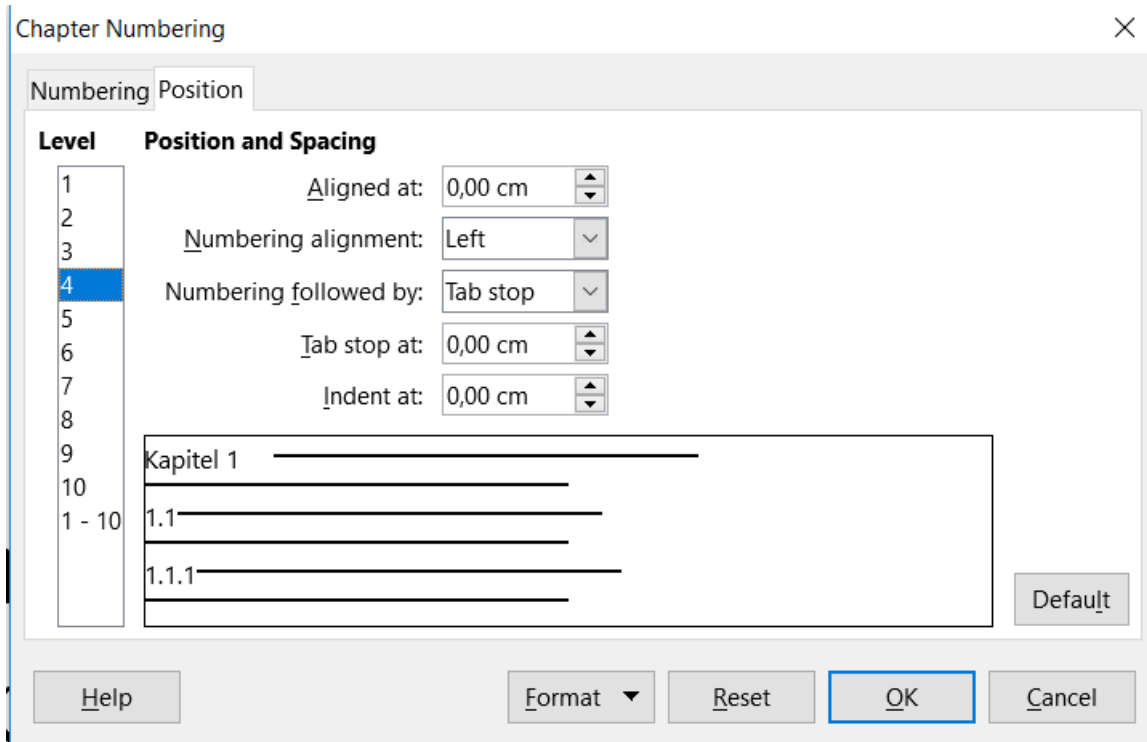 Chapter Numbering
Numbering Position
Level Position and Spacing
1
2
3
4
5
6
7
8
9
10
1 - 10
Aligned at: 0,00 cm
Numbering alignment: Left
Numbering followed by: Tab stop
Tab stop at: 0,00 cm
Indent at: 0,00 cm
Kapitel 1
1.1
1.1.1
Default
Help Format Reset OK Cancel